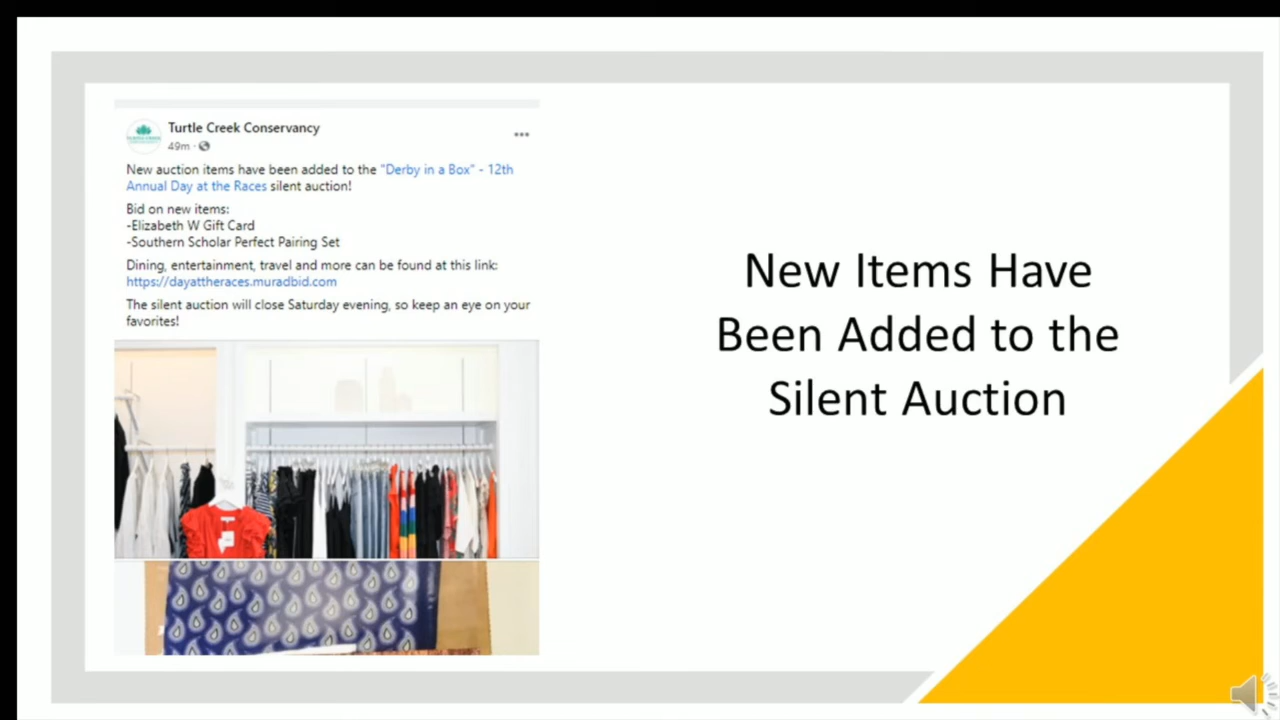 Turtle Creek Conservancy
49m ·
New auction items have been added to the "Derby in a Box" - 12th
Annual Day at the Races silent auction!
Bid on new items:
-Elizabeth W Gift Card
-Southern Scholar Perfect Pairing Set
Dining, entertainment, travel and more can be found at this link:
https://dayattheraces.muradbid.com
The silent auction will close Saturday evening, so keep an eye on your
favorites!
New Items Have
Been Added to the
Silent Auction